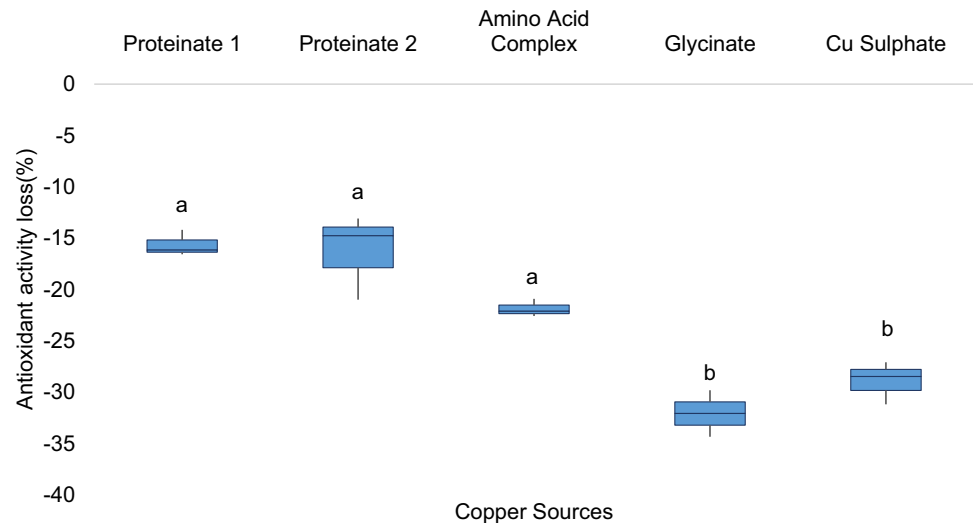 Proteinate 1
Proteinate 2
Amino Acid
Complex
Glycinate
Cu Sulphate
Antioxidant activity loss(%)
0
-5
-10
-15
-20
-25
-30
-35
-40
a
a
a
b
b
Copper Sources